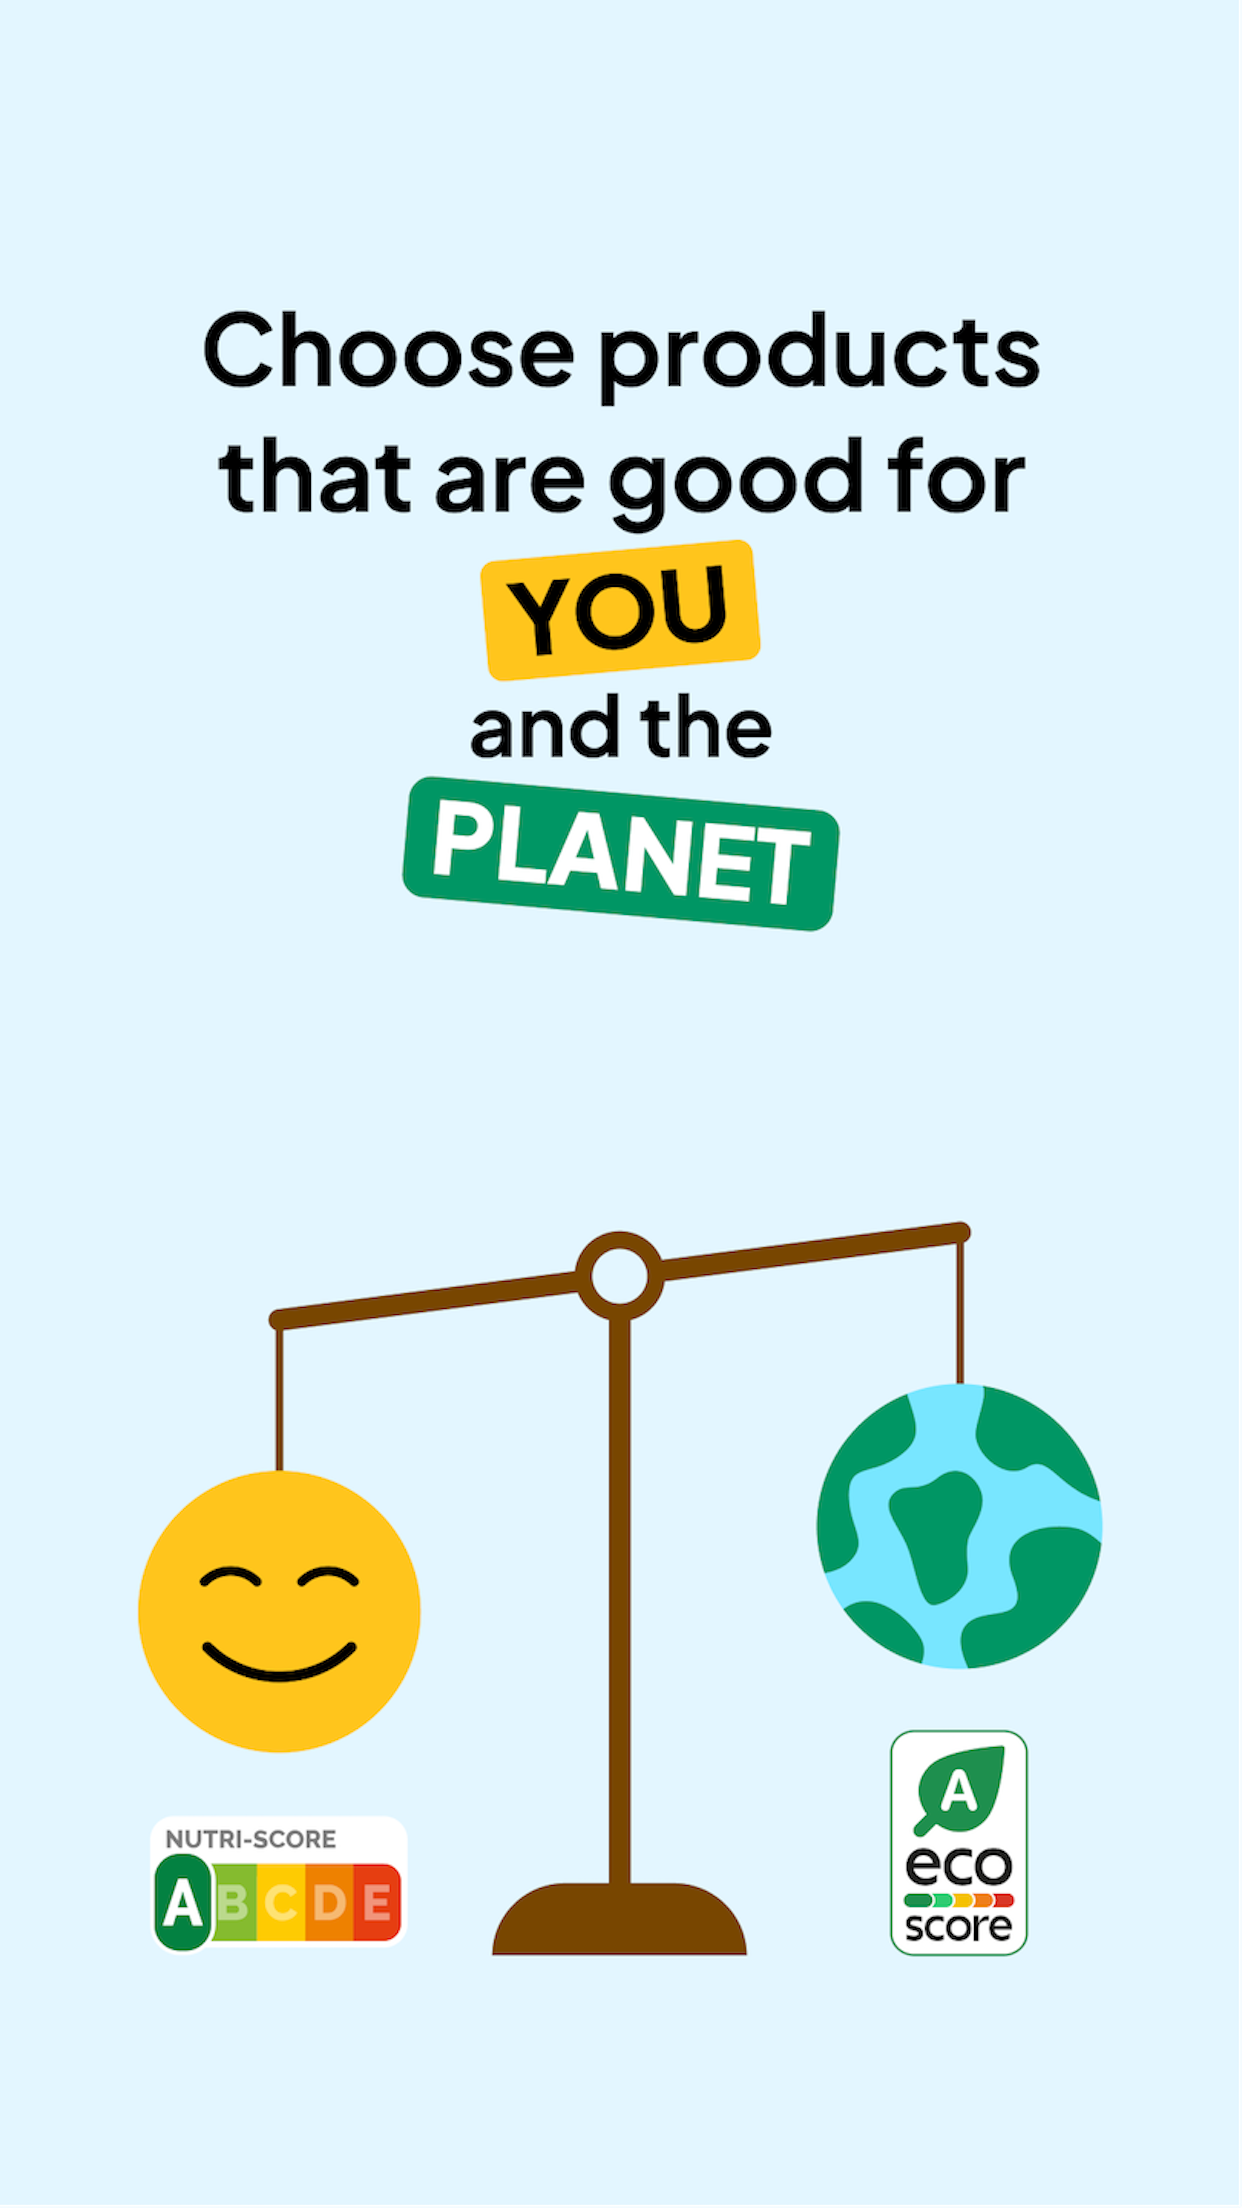 Choose products
that are good for
YOU
and the
PLANET
NUTRI-SCORE
A B C D E
A
eco
score